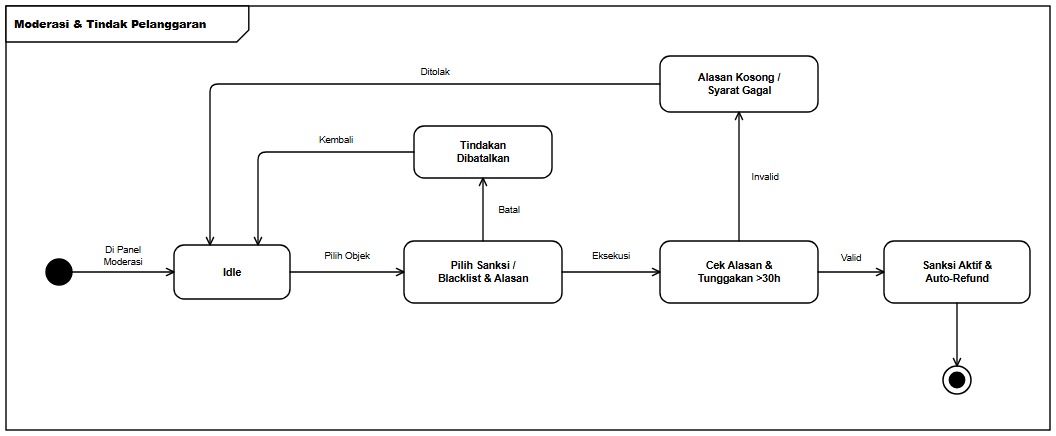 Moderasi & Tindak Pelanggaran
Ditolak
Alasan Kosong /
Syarat Gagal
Kembali
Tindakan
Dibatalkan
Batal
Invalid
Di Panel
Moderasi
Idle
Pilih Objek
Pilih Sanksi /
Blacklist & Alasan
Eksekusi
Cek Alasan &
Tunggakan >30h
Valid
Sanksi Aktif &
Auto-Refund